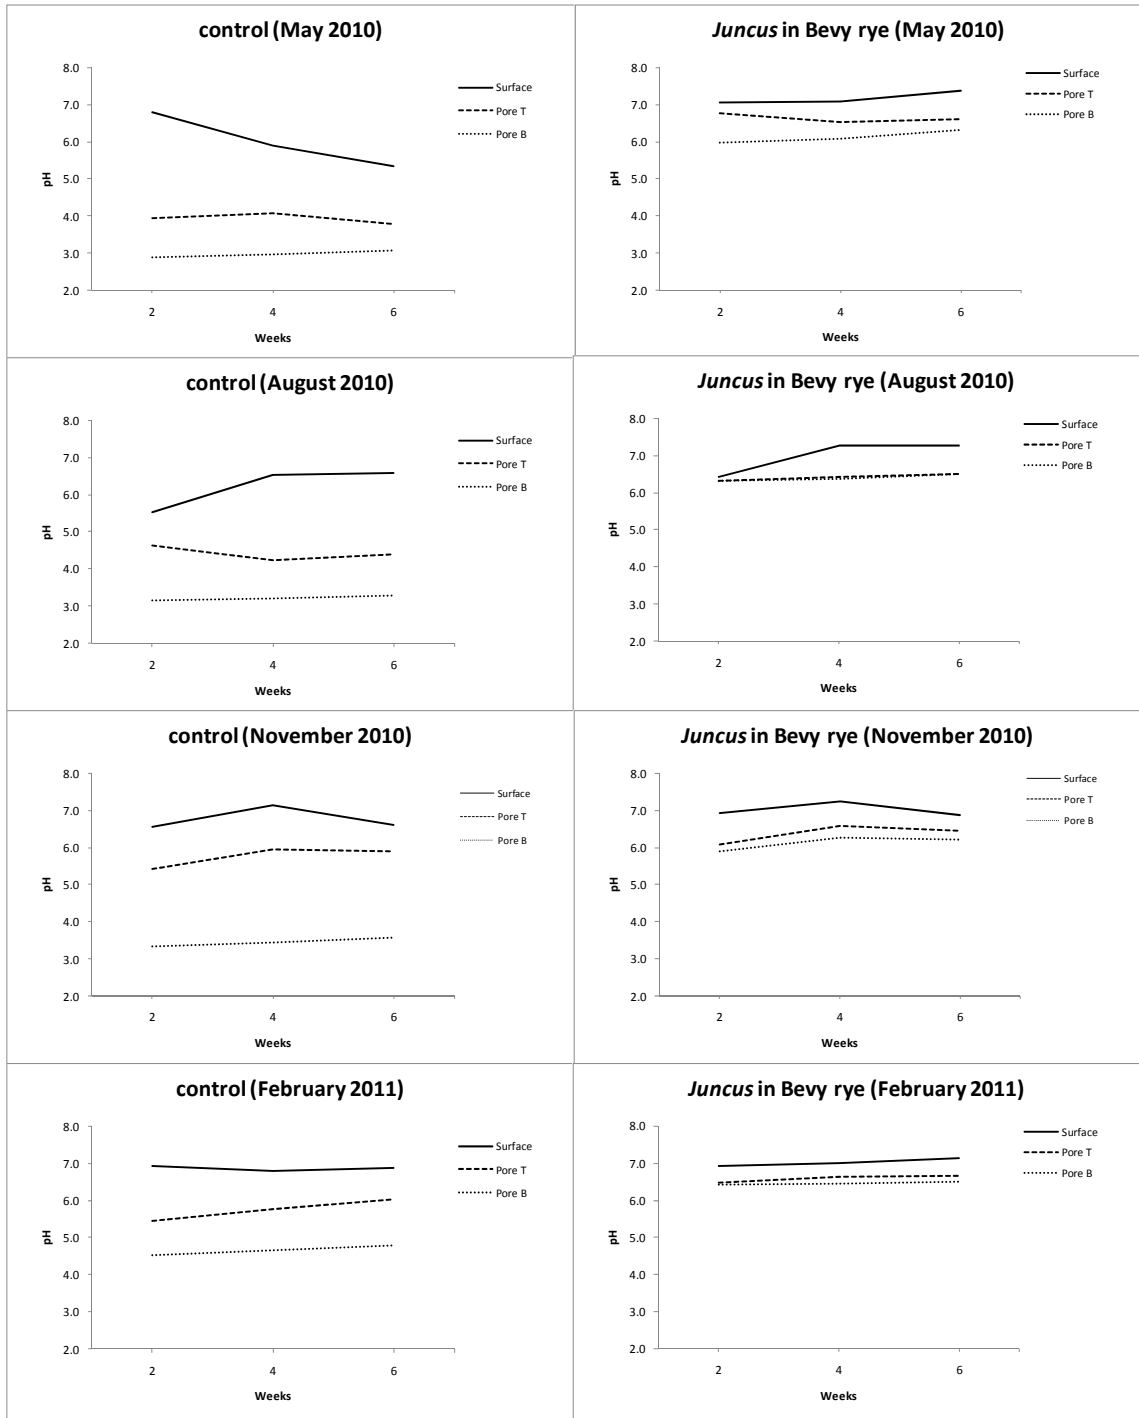 control (May 2010)
8.0
7.0
6.0
5.0
4.0
3.0
2.0
pH
2 4 6
Weeks
Surface
Pore T
Pore B
Juncus in Bevy rye (May 2010)
8.0
7.0
6.0
5.0
4.0
3.0
2.0
pH
2 4 6
Weeks
Surface
Pore T
Pore B
control (August 2010)
8.0
7.0
6.0
5.0
4.0
3.0
2.0
pH
2 4 6
Weeks
Surface
Pore T
Pore B
Juncus in Bevy rye (August 2010)
8.0
7.0
6.0
5.0
4.0
3.0
2.0
pH
2 4 6
Weeks
Surface
Pore T
Pore B
control (November 2010)
8.0
7.0
6.0
5.0
4.0
3.0
2.0
pH
2 4 6
Weeks
Surface
Pore T
Pore B
Juncus in Bevy rye (November 2010)
8.0
7.0
6.0
5.0
4.0
3.0
2.0
pH
2 4 6
Weeks
Surface
Pore T
Pore B
control (February 2011)
8.0
7.0
6.0
5.0
4.0
3.0
2.0
pH
2 4 6
Weeks
Surface
Pore T
Pore B
Juncus in Bevy rye (February 2011)
8.0
7.0
6.0
5.0
4.0
3.0
2.0
pH
2 4 6
Weeks
Surface
Pore T
Pore B